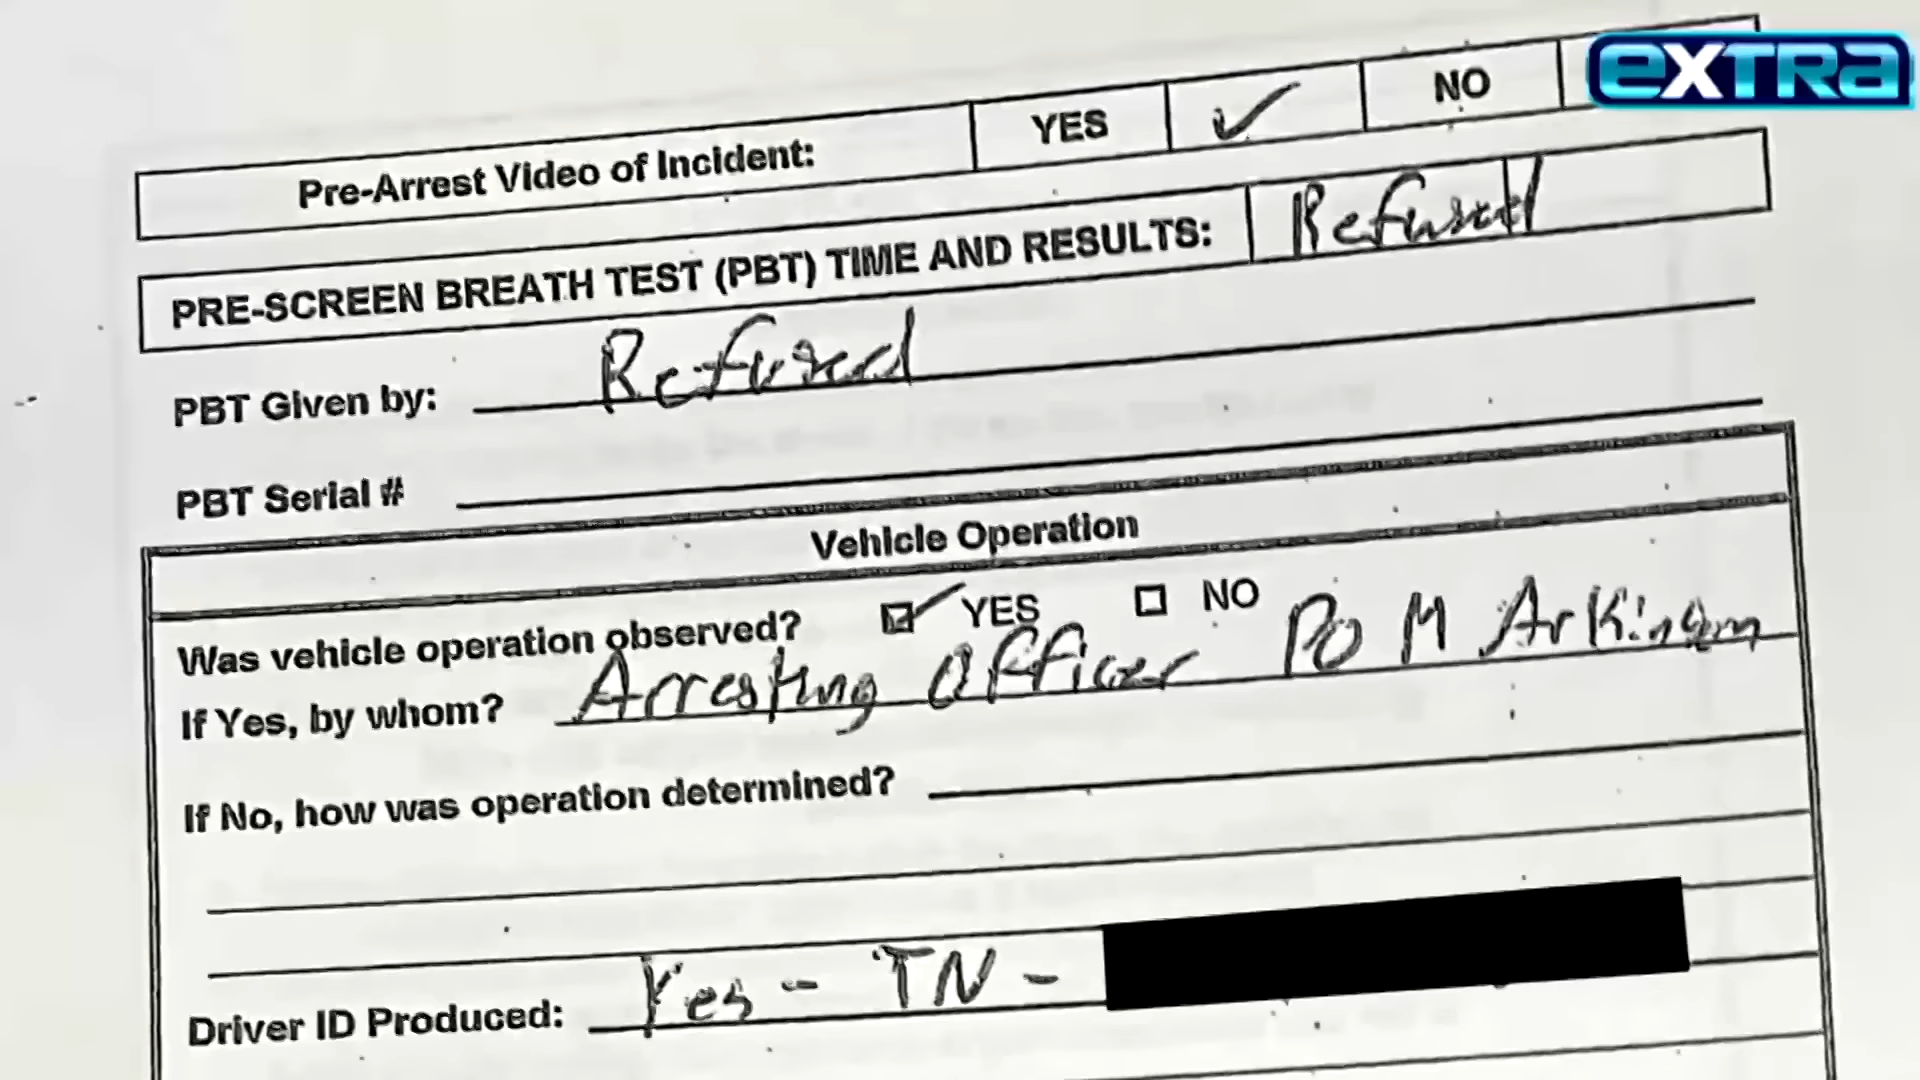 extra
Pre-Arrest Video of Incident: YES ✓ NO
PRE-SCREEN BREATH TEST (PBT) TIME AND RESULTS: Refused
PBT Given by: Refused
PBT Serial #
Vehicle Operation
Was vehicle operation observed? ☑ YES ☐ NO
If Yes, by whom? Arresting Officer PO M Arkinsom
If No, how was operation determined?
Driver ID Produced: Yes - TN -